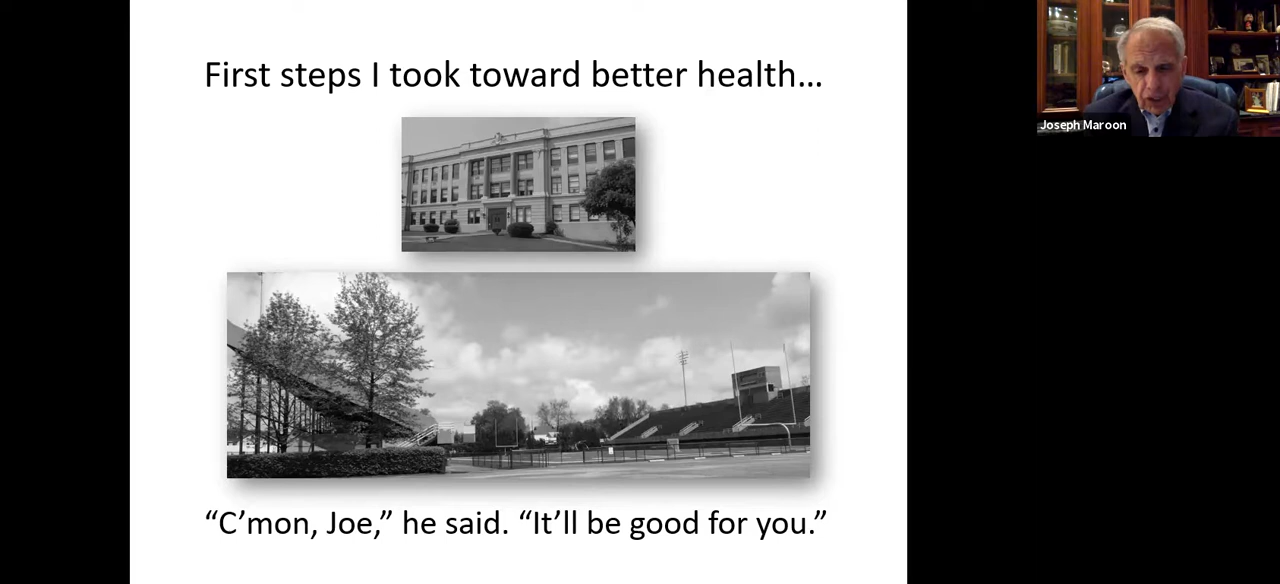 First steps I took toward better health…
Joseph Maroon
“C’mon, Joe,” he said. “It’ll be good for you.”